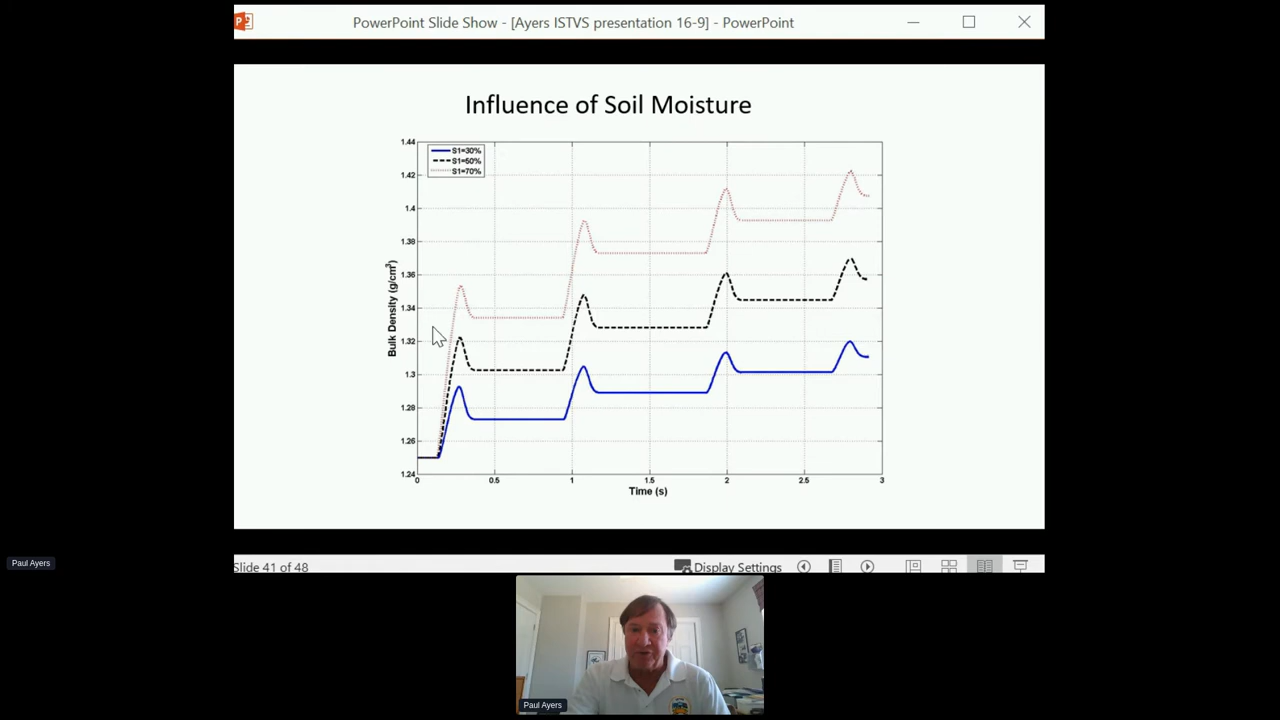 PowerPoint Slide Show - [Ayers ISTVS presentation 16-9] - PowerPoint
Influence of Soil Moisture
S1=30%
S1=50%
S1=70%
1.44
1.42
1.4
1.38
1.36
1.34
1.32
1.3
1.28
1.26
1.24
Bulk Density (g/cm³)
0 0.5 1 1.5 2 2.5 3
Time (s)
Slide 41 of 48
Display Settings
Paul Ayers
Paul Ayers